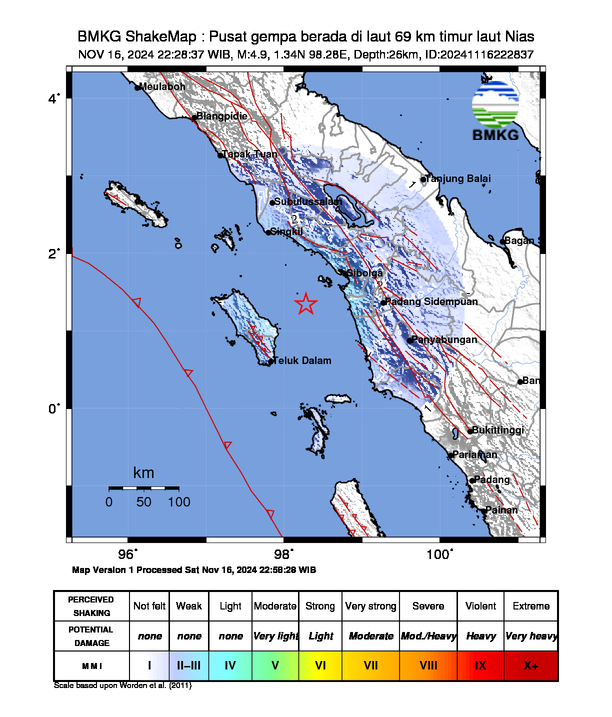 BMKG ShakeMap : Pusat gempa berada di laut 69 km timur laut Nias
NOV 16, 2024 22:28:37 WIB, M:4.9, 1.34N 98.28E, Depth:26km, ID:20241116222837
4°
2°
0°
Meulaboh
Blangpidie
Tapak Tuan
BMKG
Tanjung Balai
1
Subulussalam
2
Singkil
Bagan S
Sibolga
2
Padang Sidempuan
Panyabungan
Teluk Dalam
Ban
1
Bukittinggi
Pariaman
Padang
Painan
km
0 50 100
96° 98° 100°
Map Version 1 Processed Sat Nov 16, 2024 22:58:28 WIB
PERCEIVED SHAKING Not felt Weak Light Moderate Strong Very strong Severe Violent Extreme
POTENTIAL DAMAGE none none none Very light Light Moderate Mod./Heavy Heavy Very heavy
MMI I II–III IV V VI VII VIII IX X+
Scale based upon Worden et al. (2011)